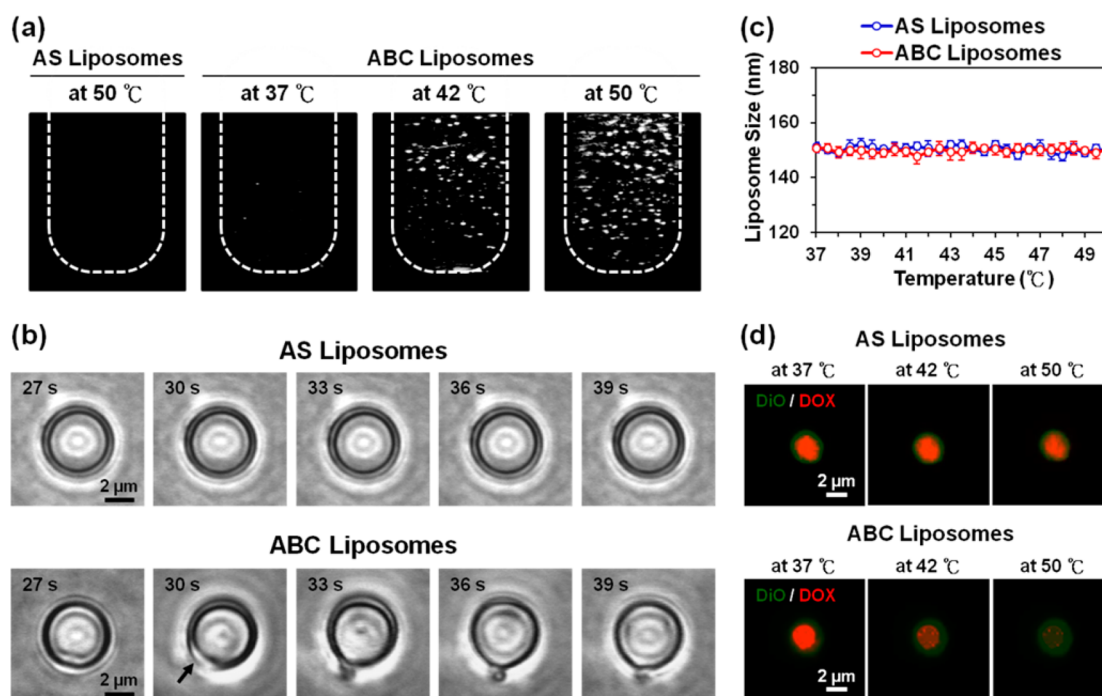 (a)
AS Liposomes
ABC Liposomes
at 50 ℃
at 37 ℃
at 42 ℃
at 50 ℃
(c)
AS Liposomes
ABC Liposomes
Liposome Size (nm)
180
160
140
120
37
39
41
43
45
47
49
Temperature (℃)
(b)
AS Liposomes
27 s
30 s
33 s
36 s
39 s
2 μm
ABC Liposomes
27 s
30 s
33 s
36 s
39 s
2 μm
(d)
AS Liposomes
at 37 ℃
at 42 ℃
at 50 ℃
DiO / DOX
2 μm
ABC Liposomes
at 37 ℃
at 42 ℃
at 50 ℃
DiO / DOX
2 μm